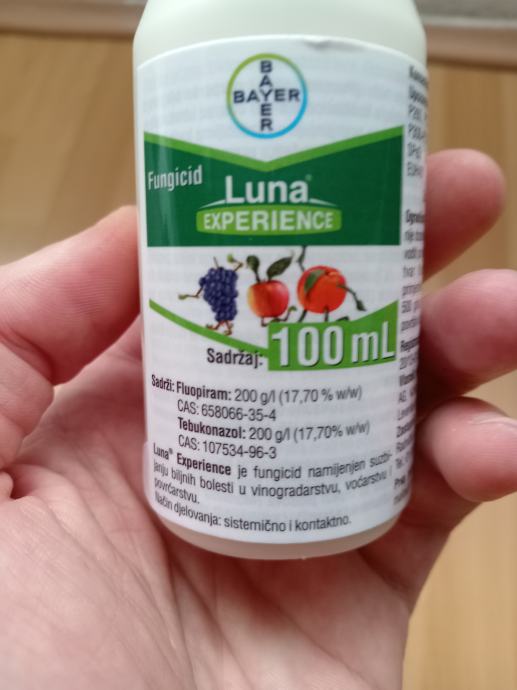 BAYER
BAYER
Fungicid
Luna®
EXPERIENCE
Sadržaj: 100 mL
Sadrži: Fluopiram: 200 g/l (17,70 % w/w)
CAS: 658066-35-4
Tebukonazol: 200 g/l (17,70% w/w)
CAS: 107534-96-3
Luna® Experience je fungicid namijenjen suzbi-
janju biljnih bolesti u vinogradarstvu, voćarstvu i
povrćarstvu.
Način djelovanja: sistemično i kontaktno.